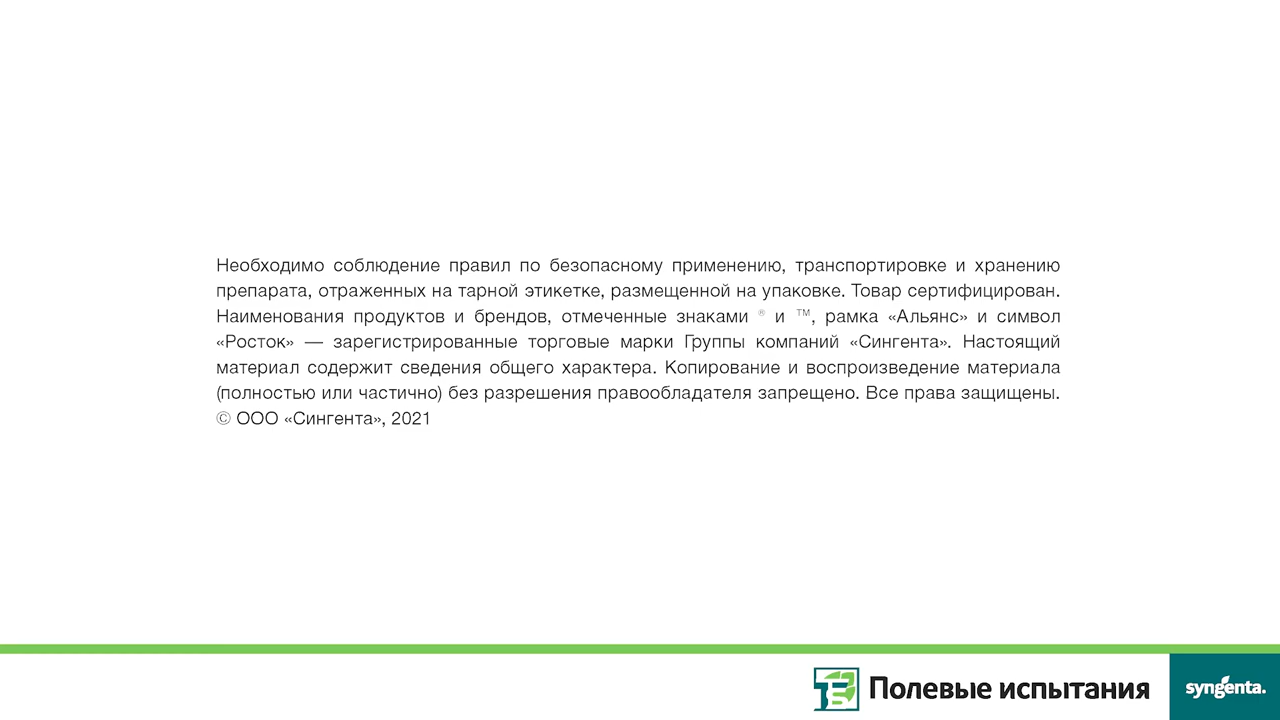 Необходимо соблюдение правил по безопасному применению, транспортировке и хранению
препарата, отраженных на тарной этикетке, размещенной на упаковке. Товар сертифицирован.
Наименования продуктов и брендов, отмеченные знаками ® и ™, рамка «Альянс» и символ
«Росток» — зарегистрированные торговые марки Группы компаний «Сингента». Настоящий
материал содержит сведения общего характера. Копирование и воспроизведение материала
(полностью или частично) без разрешения правообладателя запрещено. Все права защищены.
© ООО «Сингента», 2021
Полевые испытания
syngenta.